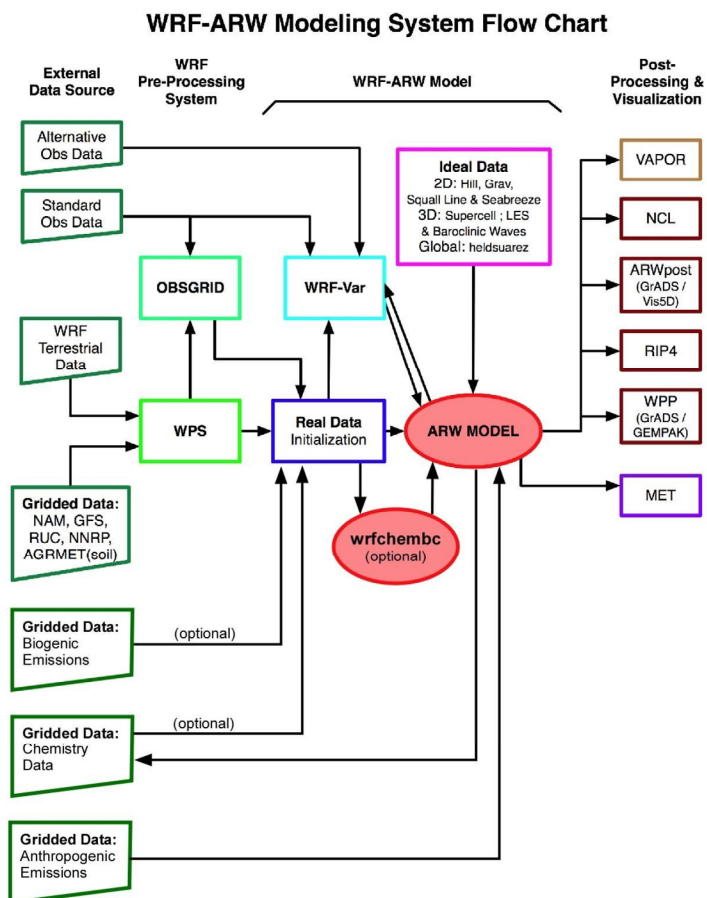 WRF-ARW Modeling System Flow Chart
External
Data Source
WRF
Pre-Processing
System
WRF-ARW Model
Post-
Processing &
Visualization
Alternative
Obs Data
Standard
Obs Data
WRF
Terrestrial
Data
Gridded Data:
NAM, GFS,
RUC, NNRP,
AGRMET(soil)
Gridded Data:
Biogenic
Emissions
Gridded Data:
Chemistry
Data
Gridded Data:
Anthropogenic
Emissions
OBSGRID
WPS
(optional)
(optional)
WRF-Var
Real Data
Initialization
Ideal Data
2D: Hill, Grav,
Squall Line & Seabreeze
3D: Supercell ; LES
& Baroclinic Waves
Global: heldsuarez
ARW MODEL
wrfchembc
(optional)
VAPOR
NCL
ARWpost
(GrADS /
Vis5D)
RIP4
WPP
(GrADS /
GEMPAK)
MET